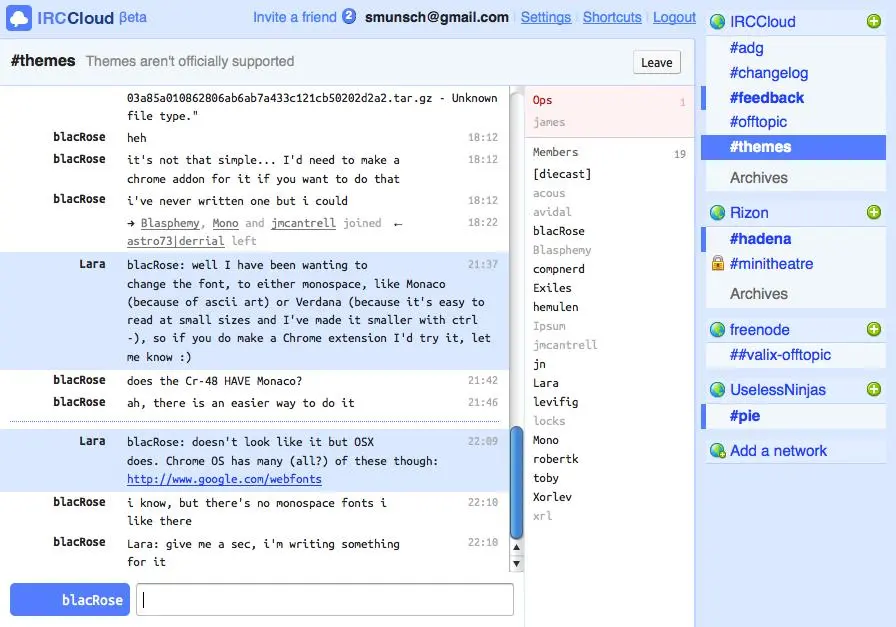 IRCCloud βeta
Invite a friend 2 smunsch@gmail.com Settings Shortcuts Logout
#themes Themes aren't officially supported Leave
03a85a010862806ab6ab7a433c121cb50202d2a2.tar.gz - Unknown
file type."
blacRose heh 18:12
blacRose it's not that simple... I'd need to make a 18:12
chrome addon for it if you want to do that
blacRose i've never written one but i could 18:12
→ Blasphemy, Mono and jmcantrell joined ← 18:22
astro73|derrial left
Lara blacRose: well I have been wanting to 21:37
change the font, to either monospace, like Monaco
(because of ascii art) or Verdana (because it's easy to
read at small sizes and I've made it smaller with ctrl
-), so if you do make a Chrome extension I'd try it, let
me know :)
blacRose does the Cr-48 HAVE Monaco? 21:42
blacRose ah, there is an easier way to do it 21:46
Lara blacRose: doesn't look like it but OSX 22:09
does. Chrome OS has many (all?) of these though:
http://www.google.com/webfonts
blacRose i know, but there's no monospace fonts i 22:10
like there
blacRose Lara: give me a sec, i'm writing something 22:10
for it
blacRose
Ops 1
james
Members 19
[diecast]
acous
avidal
blacRose
Blasphemy
compnerd
Exiles
hemulen
Ipsum
jmcantrell
jn
Lara
levifig
locks
Mono
robertk
toby
Xorlev
xrl
IRCCloud
#adg
#changelog
#feedback
#offtopic
#themes
Archives
Rizon
#hadena
#minitheatre
Archives
freenode
##valix-offtopic
UselessNinjas
#pie
Add a network